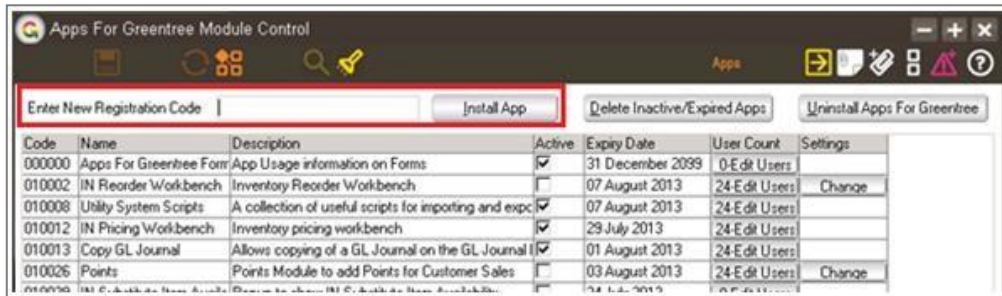 Apps For Greentree Module Control
Apps
Enter New Registration Code Install App Delete Inactive/Expired Apps Uninstall Apps For Greentree
Code Name Description Active Expiry Date User Count Settings
000000 Apps For Greentree Form App Usage information on Forms 31 December 2099 0-Edit Users
010002 IN Reorder Workbench Inventory Reorder Workbench 07 August 2013 24-Edit Users Change
010008 Utility System Scripts A collection of useful scripts for importing and expo 07 August 2013 24-Edit Users
010012 IN Pricing Workbench Inventory pricing workbench 29 July 2013 24-Edit Users
010013 Copy GL Journal Allows copying of a GL Journal on the GL Journal 01 August 2013 24-Edit Users
010026 Points Points Module to add Points for Customer Sales 03 August 2013 24-Edit Users Change